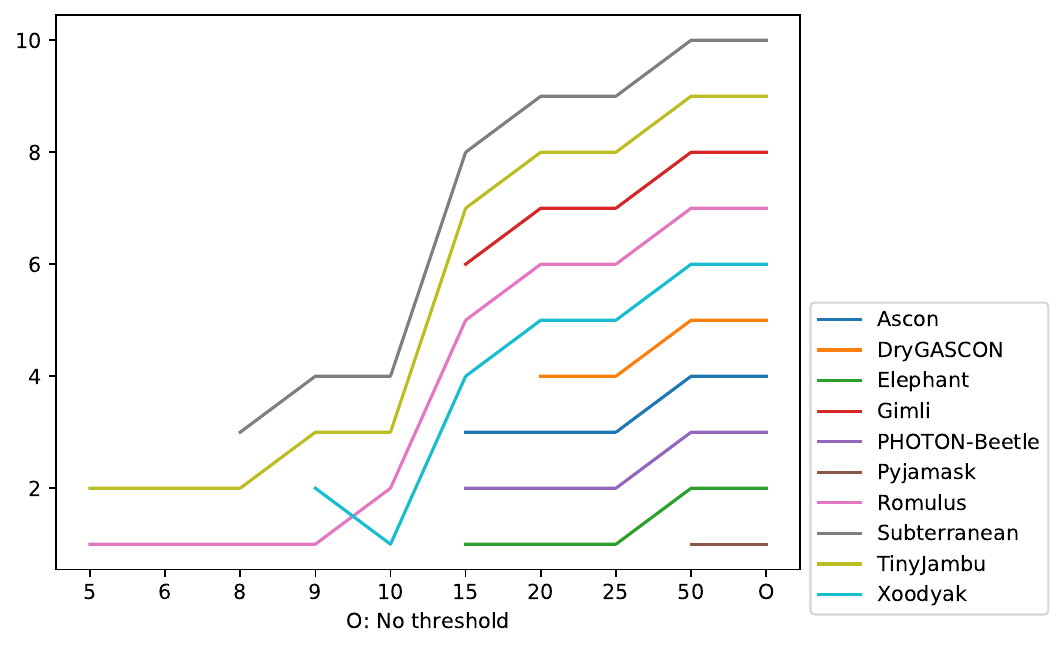 10
8
6
4
2
5 6 8 9 10 15 20 25 50 O
O: No threshold
Ascon
DryGASCON
Elephant
Gimli
PHOTON-Beetle
Pyjamask
Romulus
Subterranean
TinyJambu
Xoodyak